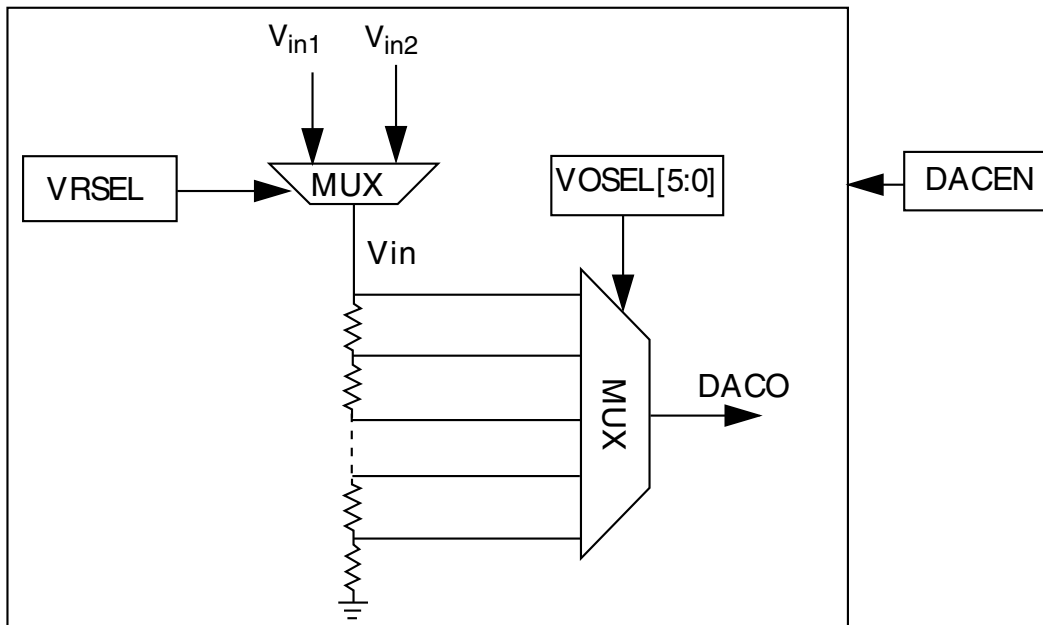 Vin1
Vin2
VRSEL
MUX
VOSEL[5:0]
DACEN
Vin
MUX
DACO